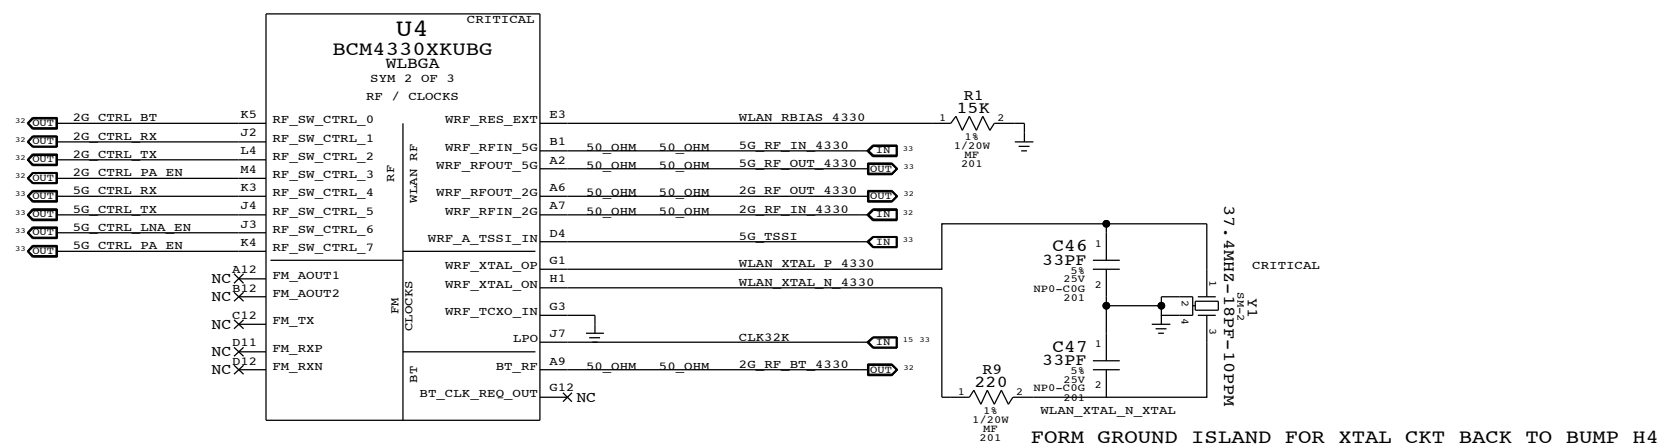 CRITICAL
U4
BCM4330XKUBG
WLBGA
SYM 2 OF 3
RF / CLOCKS
32 OUT 2G_CTRL_BT K5 RF_SW_CTRL_0
32 OUT 2G_CTRL_RX J2 RF_SW_CTRL_1
32 OUT 2G_CTRL_TX L4 RF_SW_CTRL_2
32 OUT 2G_CTRL_PA_EN M4 RF_SW_CTRL_3
33 OUT 5G_CTRL_RX K3 RF_SW_CTRL_4
33 OUT 5G_CTRL_TX J4 RF_SW_CTRL_5
33 OUT 5G_CTRL_LNA_EN J3 RF_SW_CTRL_6
33 OUT 5G_CTRL_PA_EN K4 RF_SW_CTRL_7
NC A12 FM_AOUT1
NC B12 FM_AOUT2
NC C12 FM_TX
NC D11 FM_RXP
NC D12 FM_RXN
RF
WLAN RF
FM
CLOCKS
BT
WRF_RES_EXT E3 WLAN_RBIAS_4330
WRF_RFIN_5G B1 50_OHM 50_OHM 5G_RF_IN_4330 IN 33
WRF_RFOUT_5G A2 50_OHM 50_OHM 5G_RF_OUT_4330 OUT 33
WRF_RFOUT_2G A6 50_OHM 50_OHM 2G_RF_OUT_4330 OUT 32
WRF_RFIN_2G A7 50_OHM 50_OHM 2G_RF_IN_4330 IN 32
WRF_A_TSSI_IN D4 5G_TSSI IN 33
WRF_XTAL_OP G1 WLAN_XTAL_P_4330
WRF_XTAL_ON H1 WLAN_XTAL_N_4330
WRF_TCXO_IN G3
LPO J7 CLK32K IN 15 33
BT_RF A9 50_OHM 50_OHM 2G_RF_BT_4330 OUT 32
BT_CLK_REQ_OUT G12 NC
R1
15K
1 2
1%
1/20W
MF
201
C46
33PF
5%
25V
NP0-C0G
201
1
2
C47
33PF
5%
25V
NP0-C0G
201
1
2
R9
220
1 2
1%
1/20W
MF
201
WLAN_XTAL_N_XTAL
37.4MHZ-18PF-10PPM
SM-2
Y1
1
2
4
3
CRITICAL
FORM GROUND ISLAND FOR XTAL CKT BACK TO BUMP H4